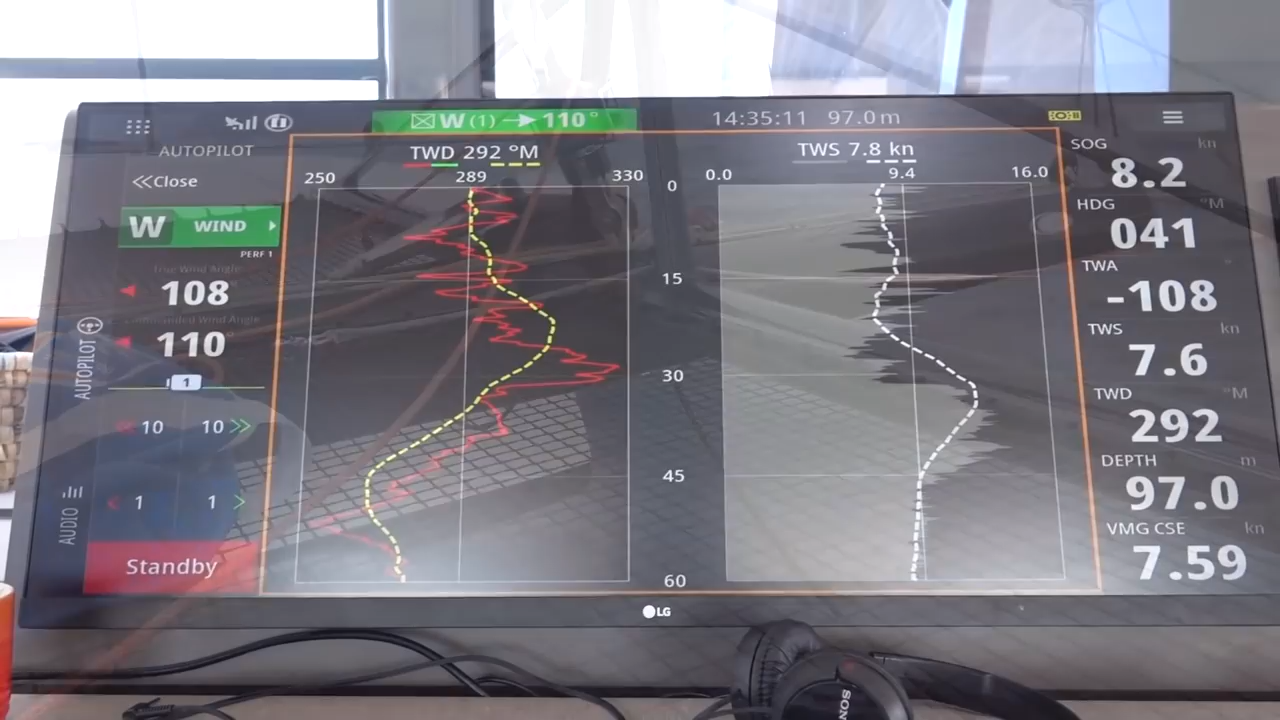 W (1) 110°
14:35:11 97.0m
AUTOPILOT
<<Close
W WIND
PERF 1
True Wind Angle
108
Commanded Wind Angle
110°
1
10 10 >>
1 1 >
Standby
AUTOPILOT
AUDIO
TWD 292 °M
250 289 330
TWS 7.8 kn
0.0 9.4 16.0
0
15
30
45
60
SOG kn
8.2
HDG °M
041
TWA °
-108
TWS kn
7.6
TWD °M
292
DEPTH m
97.0
VMG CSE kn
7.59
LG
SON